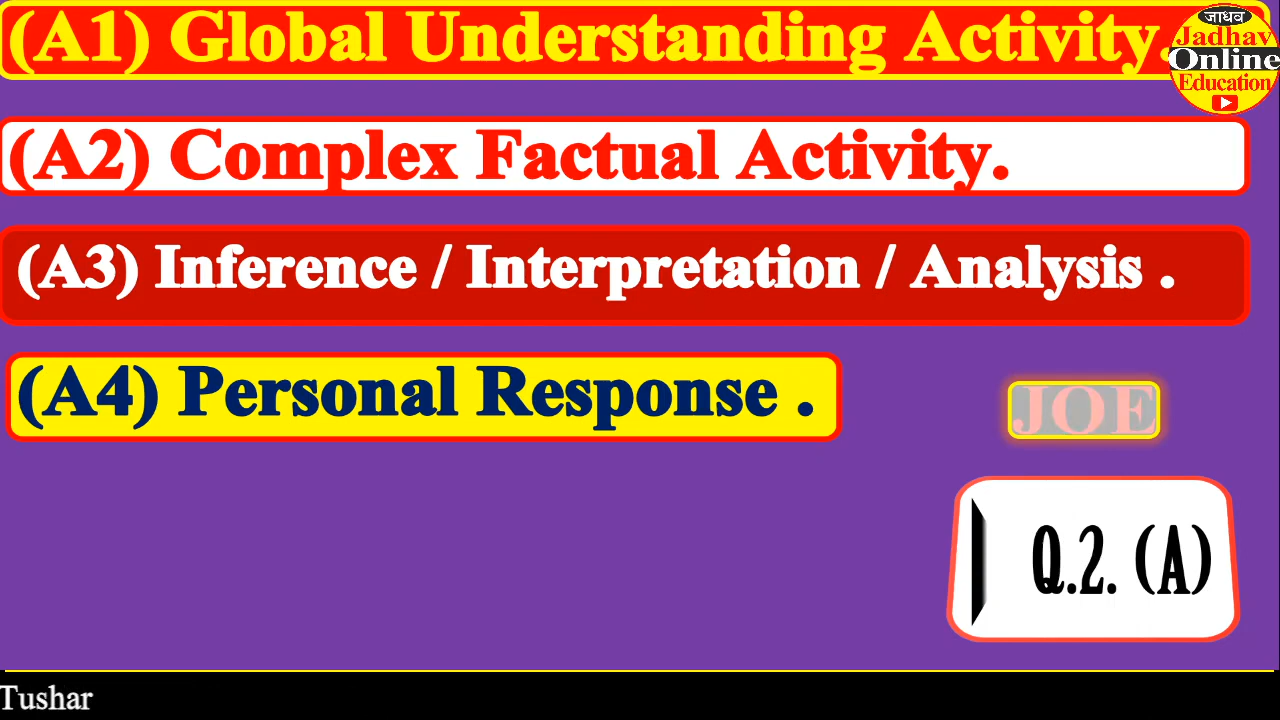 (A1) Global Understanding Activity.
जाधव
Jadhav
Online
Education
(A2) Complex Factual Activity.
(A3) Inference / Interpretation / Analysis .
(A4) Personal Response .
JOE
Q.2. (A)
Tushar